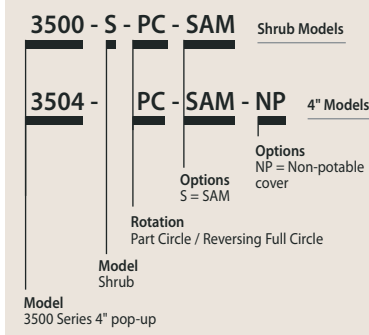 3500 - S - PC - SAM Shrub Models
3504 - PC - SAM - NP 4" Models
Options
NP = Non-potable
cover
Options
S = SAM
Rotation
Part Circle / Reversing Full Circle
Model
Shrub
Model
3500 Series 4" pop-up